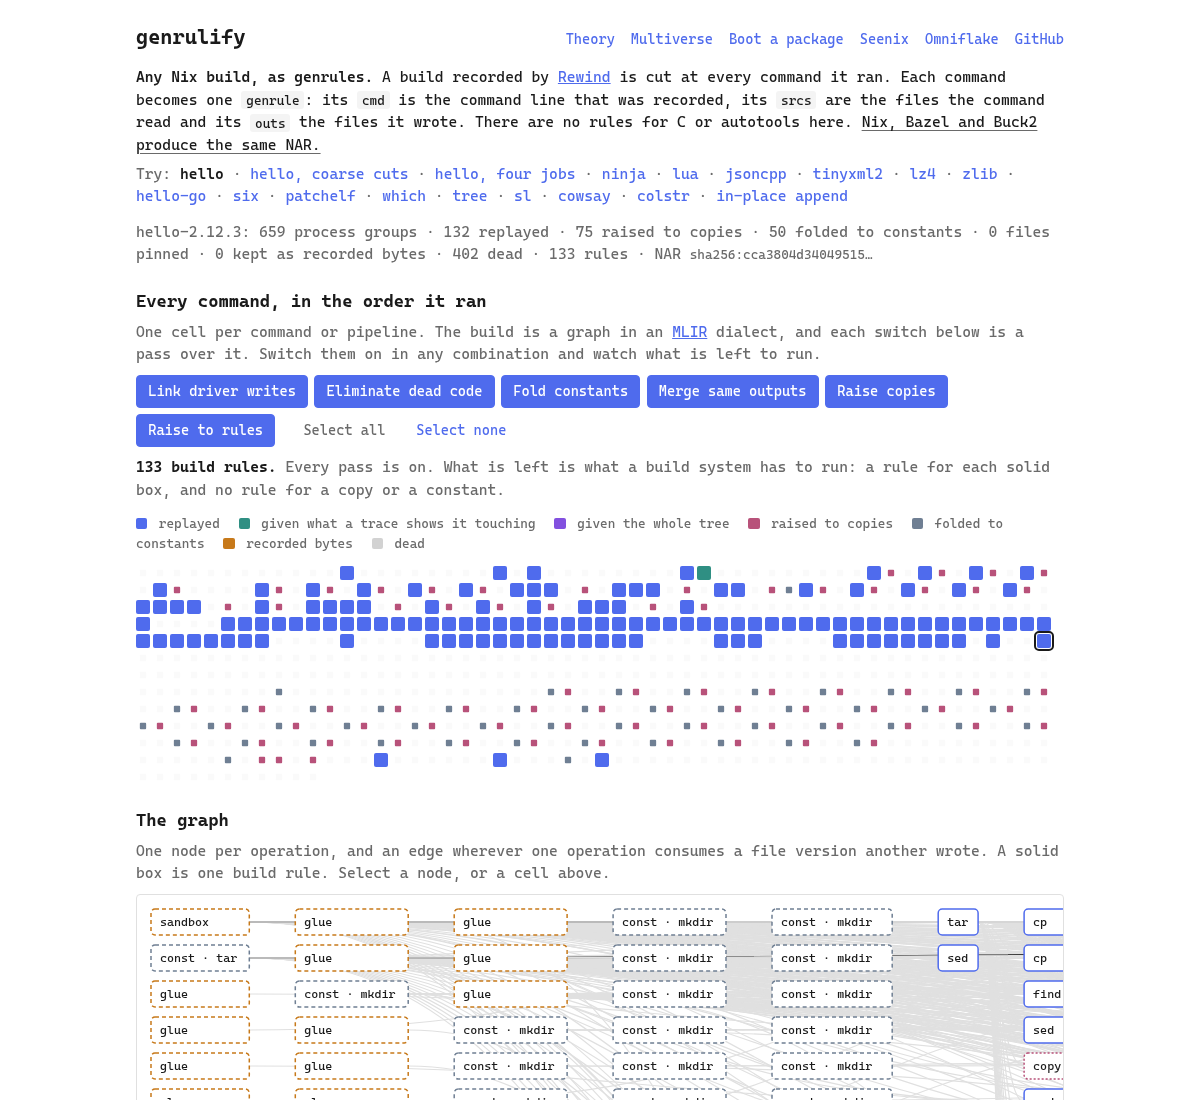 genrulify
Theory Multiverse Boot a package Seenix Omniflake GitHub
Any Nix build, as genrules. A build recorded by Rewind is cut at every command it ran. Each command
becomes one genrule: its cmd is the command line that was recorded, its srcs are the files the command
read and its outs the files it wrote. There are no rules for C or autotools here. Nix, Bazel and Buck2
produce the same NAR.
Try: hello · hello, coarse cuts · hello, four jobs · ninja · lua · jsoncpp · tinyxml2 · lz4 · zlib ·
hello-go · six · patchelf · which · tree · sl · cowsay · colstr · in-place append
hello-2.12.3: 659 process groups · 132 replayed · 75 raised to copies · 50 folded to constants · 0 files
pinned · 0 kept as recorded bytes · 402 dead · 133 rules · NAR sha256:cca3804d34049515…
Every command, in the order it ran
One cell per command or pipeline. The build is a graph in an MLIR dialect, and each switch below is a
pass over it. Switch them on in any combination and watch what is left to run.
Link driver writes Eliminate dead code Fold constants Merge same outputs Raise copies
Raise to rules Select all Select none
133 build rules. Every pass is on. What is left is what a build system has to run: a rule for each solid
box, and no rule for a copy or a constant.
replayed given what a trace shows it touching given the whole tree raised to copies folded to
constants recorded bytes dead
The graph
One node per operation, and an edge wherever one operation consumes a file version another wrote. A solid
box is one build rule. Select a node, or a cell above.
sandbox glue glue const · mkdir const · mkdir tar cp
const · tar glue glue const · mkdir const · mkdir sed cp
glue const · mkdir glue const · mkdir const · mkdir find
glue glue const · mkdir const · mkdir const · mkdir sed
glue glue const · mkdir const · mkdir const · mkdir copy